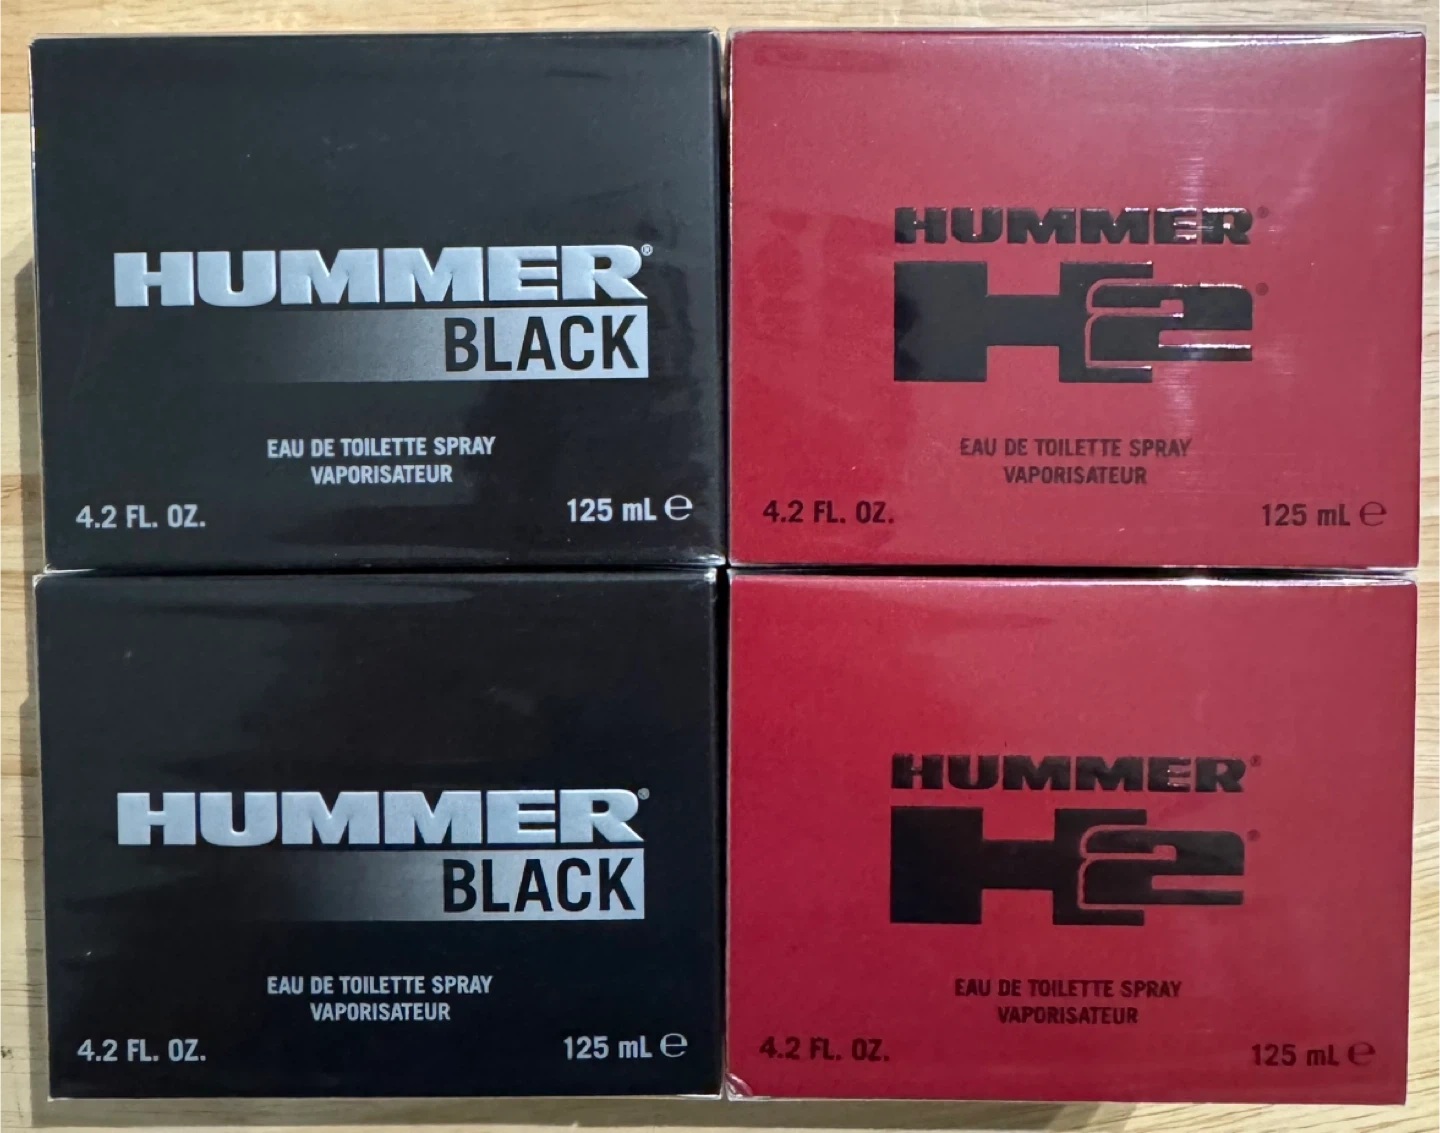 HUMMER®
BLACK
EAU DE TOILETTE SPRAY
VAPORISATEUR
4.2 FL. OZ.
125 mL ℮
HUMMER®
H2®
EAU DE TOILETTE SPRAY
VAPORISATEUR
4.2 FL. OZ.
125 mL ℮
HUMMER®
BLACK
EAU DE TOILETTE SPRAY
VAPORISATEUR
4.2 FL. OZ.
125 mL ℮
HUMMER®
H2®
EAU DE TOILETTE SPRAY
VAPORISATEUR
4.2 FL. OZ.
125 mL ℮